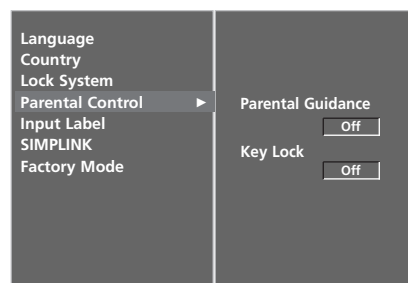 Language
Country
Lock System
Parental Control ►
Input Label
SIMPLINK
Factory Mode
Parental Guidance
Off
Key Lock
Off